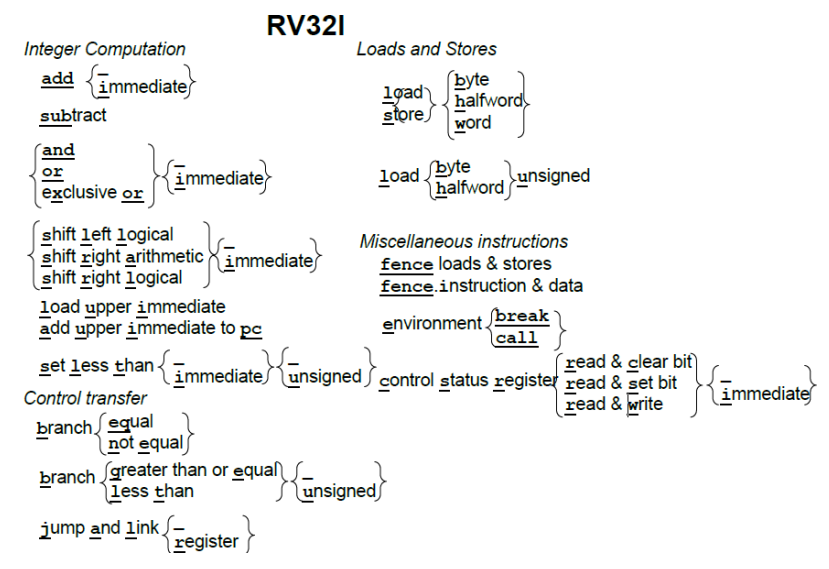 RV32I
Integer Computation
add {– immediate}
subtract
and
or
exclusive or
{– immediate}
shift left logical
shift right arithmetic
shift right logical
{– immediate}
load upper immediate
add upper immediate to pc
set less than {– immediate} {– unsigned}
Control transfer
branch {equal
not equal}
branch {greater than or equal
less than} {– unsigned}
jump and link {– register}
Loads and Stores
load
store
byte
halfword
word
load {byte
halfword} unsigned
Miscellaneous instructions
fence loads & stores
fence.instruction & data
environment {break
call}
control status register {read & clear bit
read & set bit
read & write} {– immediate}